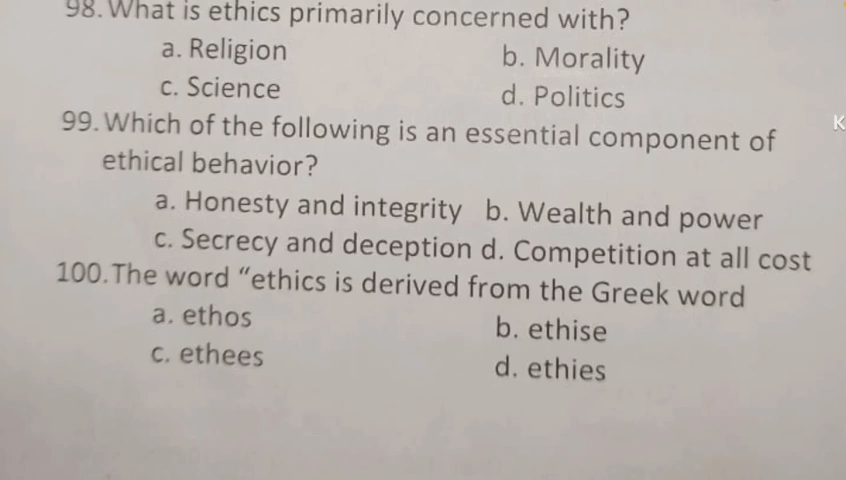 98. What is ethics primarily concerned with?
a. Religion b. Morality
c. Science d. Politics
99. Which of the following is an essential component of
ethical behavior?
a. Honesty and integrity b. Wealth and power
c. Secrecy and deception d. Competition at all cost
100. The word “ethics is derived from the Greek word
a. ethos b. ethise
c. ethees d. ethies
K